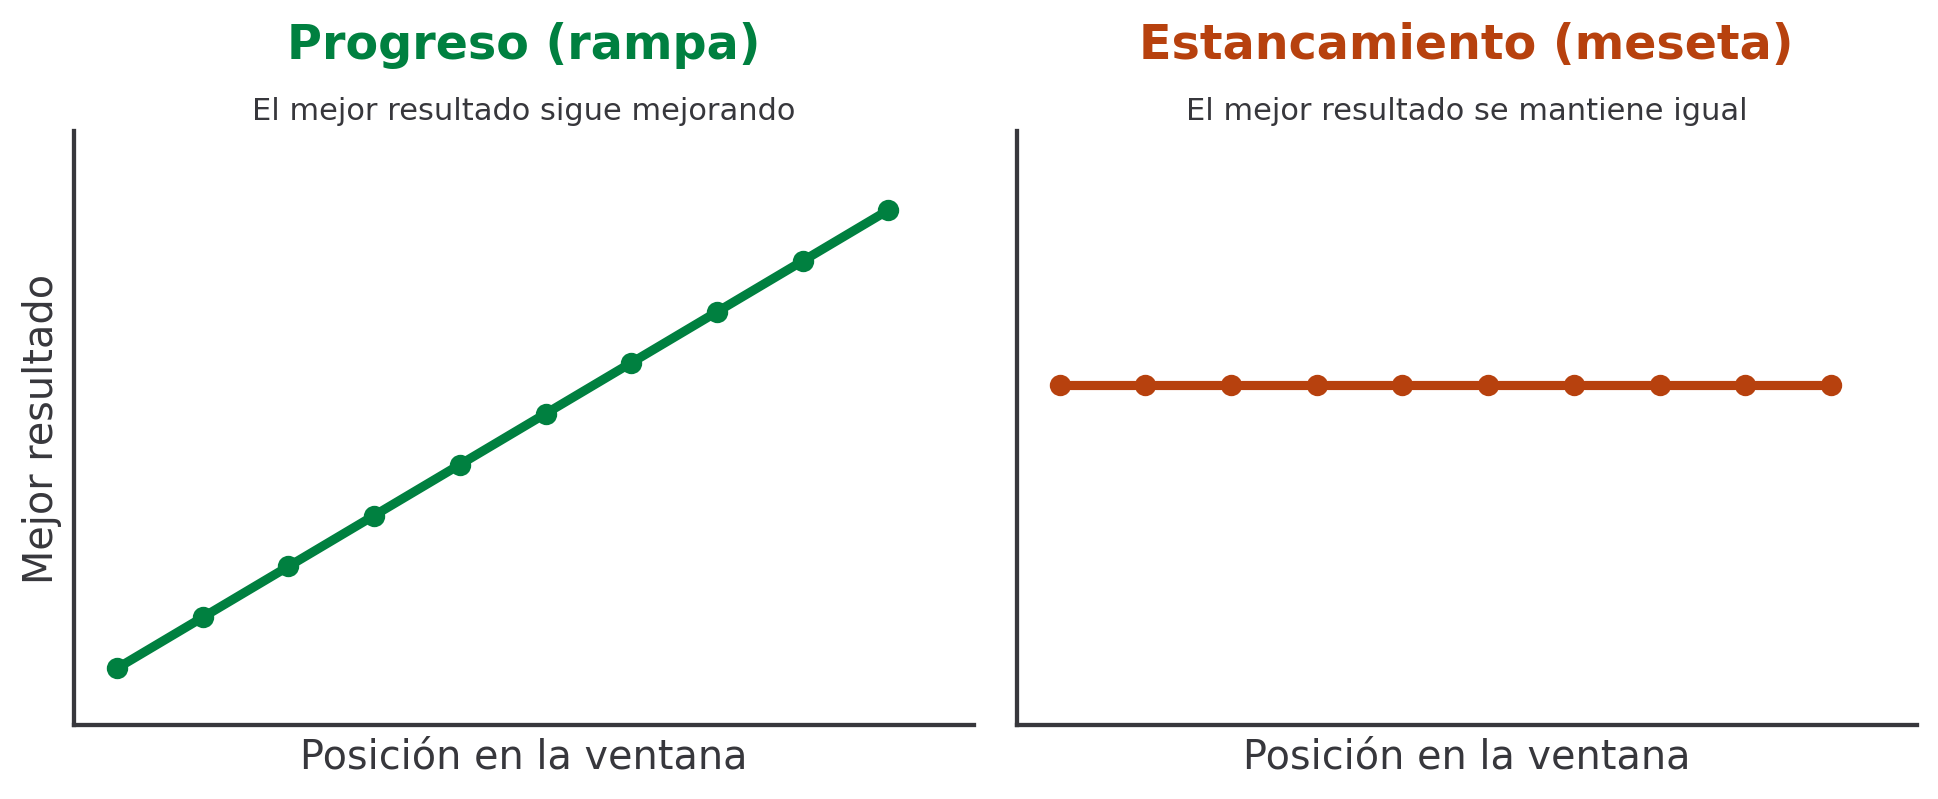 Progreso (rampa)
El mejor resultado sigue mejorando
Mejor resultado
Posición en la ventana
Estancamiento (meseta)
El mejor resultado se mantiene igual
Posición en la ventana